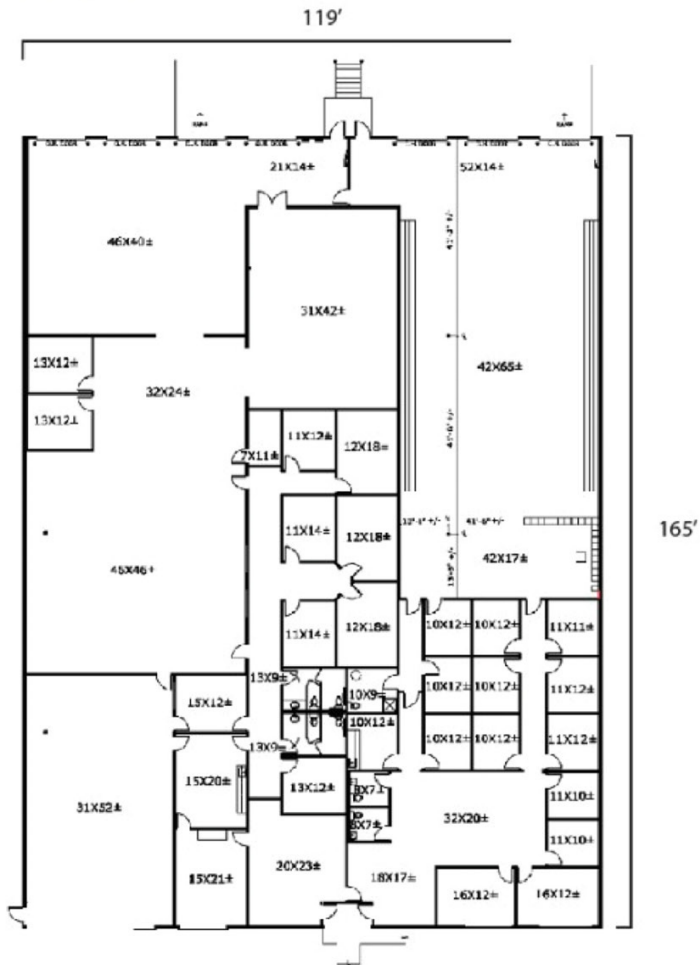 119'
21X14±
52X14±
46X40±
31X42±
42X65±
13X12±
32X24±
13X12±
11X12±
12X18=
7X11±
11X14±
12X18±
42X17±
11X14±
12X18±
10X12±
10X12±
11X11±
13X9±
10X9=
10X12±
10X12±
11X12±
15X12±
10X12±
10X12±
10X12±
11X12±
13X9=
15X20±
13X12±
8X7±
11X10±
31X52±
32X20±
11X10±
20X23±
18X17±
15X21±
16X12±
16X12±
165'